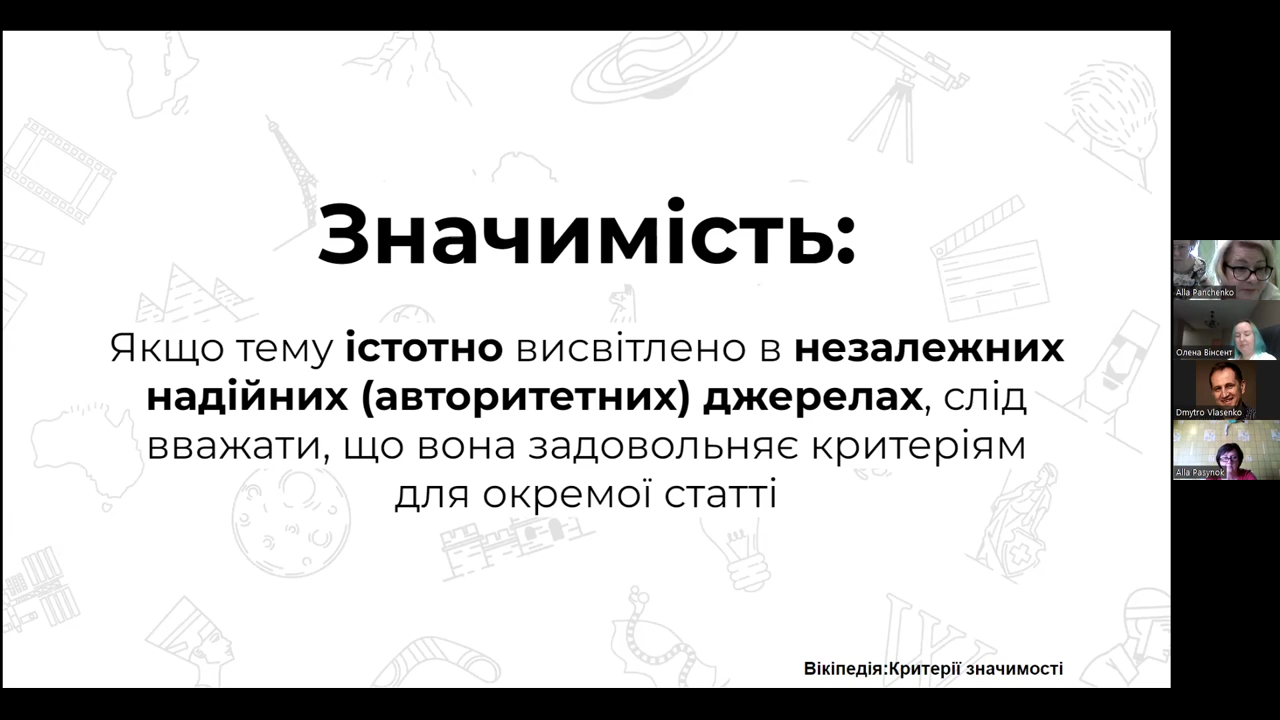 Значимість:
Якщо тему істотно висвітлено в незалежних
надійних (авторитетних) джерелах, слід
вважати, що вона задовольняє критеріям
для окремої статті
Вікіпедія:Критерії значимості
Alla Panchenko
Олена Вінсент
Dmytro Vlasenko
Alla Pasynok